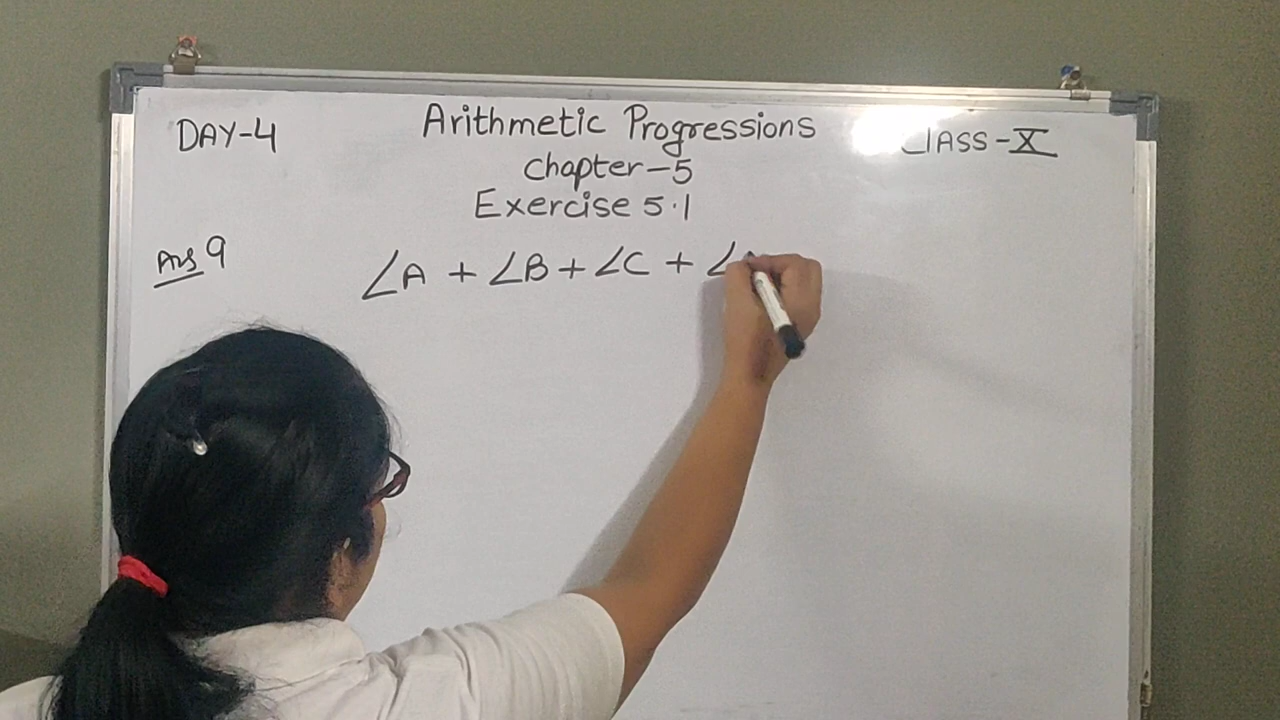 DAY-4
Arithmetic Progressions
CLASS-X
Chapter-5
Exercise 5.1
Ans 9
∠A + ∠B + ∠C + ∠